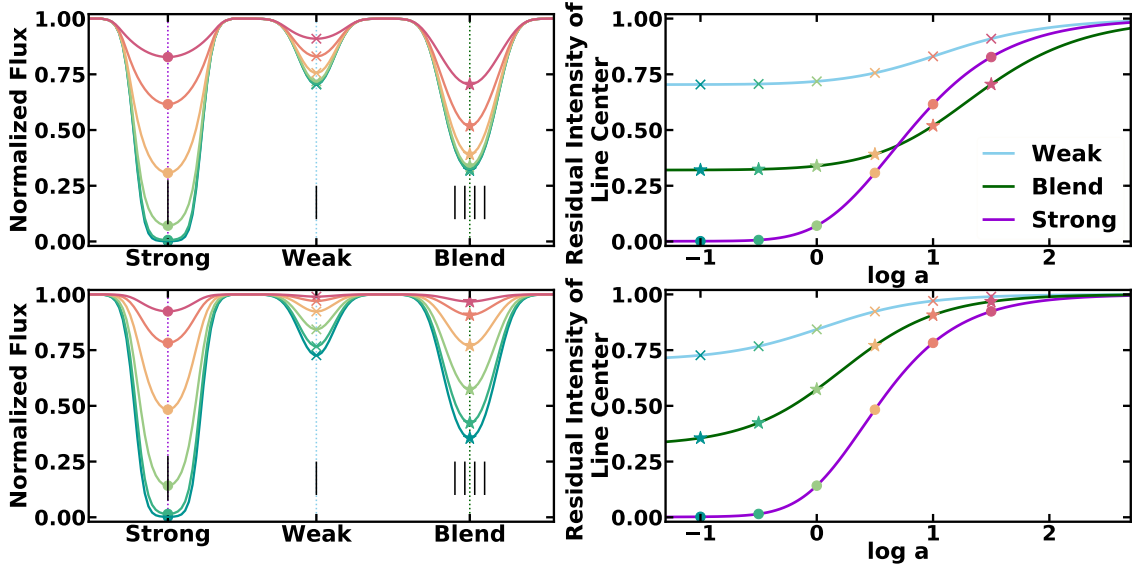 Normalized Flux
1.00
0.75
0.50
0.25
0.00
Strong Weak Blend
Residual Intensity of
Line Center
1.00
0.75
0.50
0.25
0.00
Weak
Blend
Strong
−1 0 1 2
log a
Normalized Flux
1.00
0.75
0.50
0.25
0.00
Strong Weak Blend
Residual Intensity of
Line Center
1.00
0.75
0.50
0.25
0.00
−1 0 1 2
log a